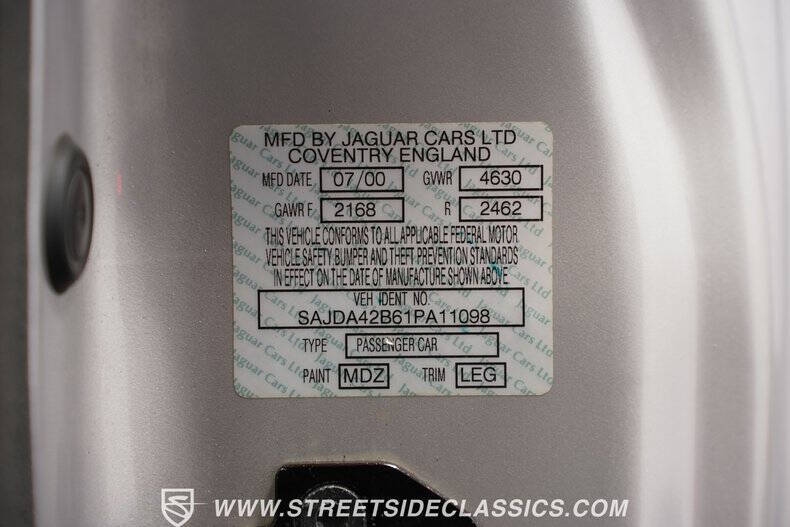 MFD BY JAGUAR CARS LTD
COVENTRY ENGLAND
MFD DATE 07/00 GVWR 4630
GAWR F 2168 R 2462
THIS VEHICLE CONFORMS TO ALL APPLICABLE FEDERAL MOTOR
VEHICLE SAFETY BUMPER AND THEFT PREVENTION STANDARDS
IN EFFECT ON THE DATE OF MANUFACTURE SHOWN ABOVE
VEH IDENT NO.
SAJDA42B61PA11098
TYPE PASSENGER CAR
PAINT MDZ TRIM LEG
WWW.STREETSIDECLASSICS.COM